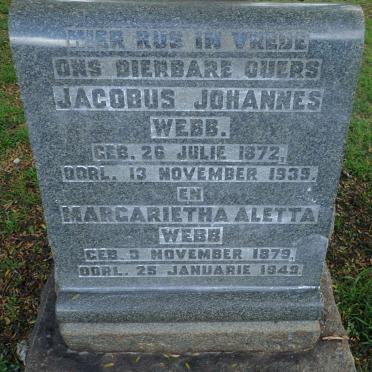 HIER RUS IN VREDE
ONS DIERBARE OUERS
JACOBUS JOHANNES
WEBB.
GEB. 26 JULIE 1872,
OORL. 13 NOVEMBER 1939.
EN
MARGARIETHA ALETTA
WEBB
GEB. 9 NOVEMBER 1879,
OORL. 25 JANUARIE 1949.